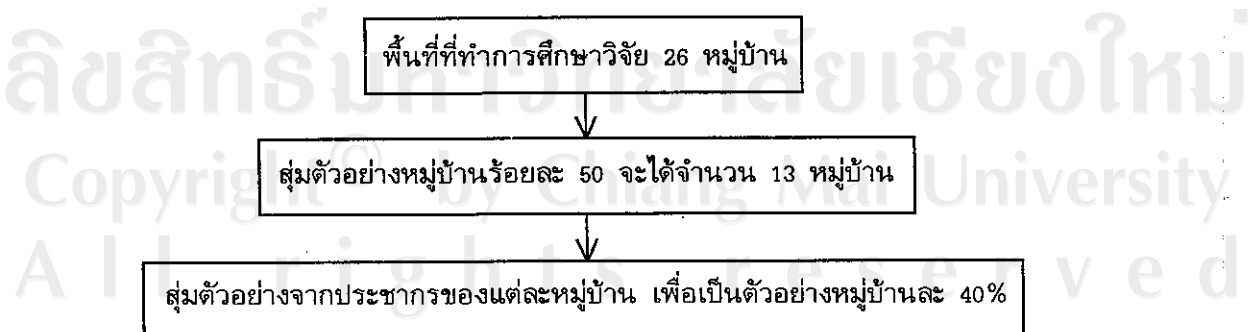 ลิขสิทธิ์มหาวิทยาลัยเชียงใหม่
พื้นที่ที่ทำการศึกษาวิจัย 26 หมู่บ้าน
Copyright © by Chiang Mai University
สุ่มตัวอย่างหมู่บ้านร้อยละ 50 จะได้จำนวน 13 หมู่บ้าน
All rights reserved
สุ่มตัวอย่างจากประชากรของแต่ละหมู่บ้าน เพื่อเป็นตัวอย่างหมู่บ้านละ 40%